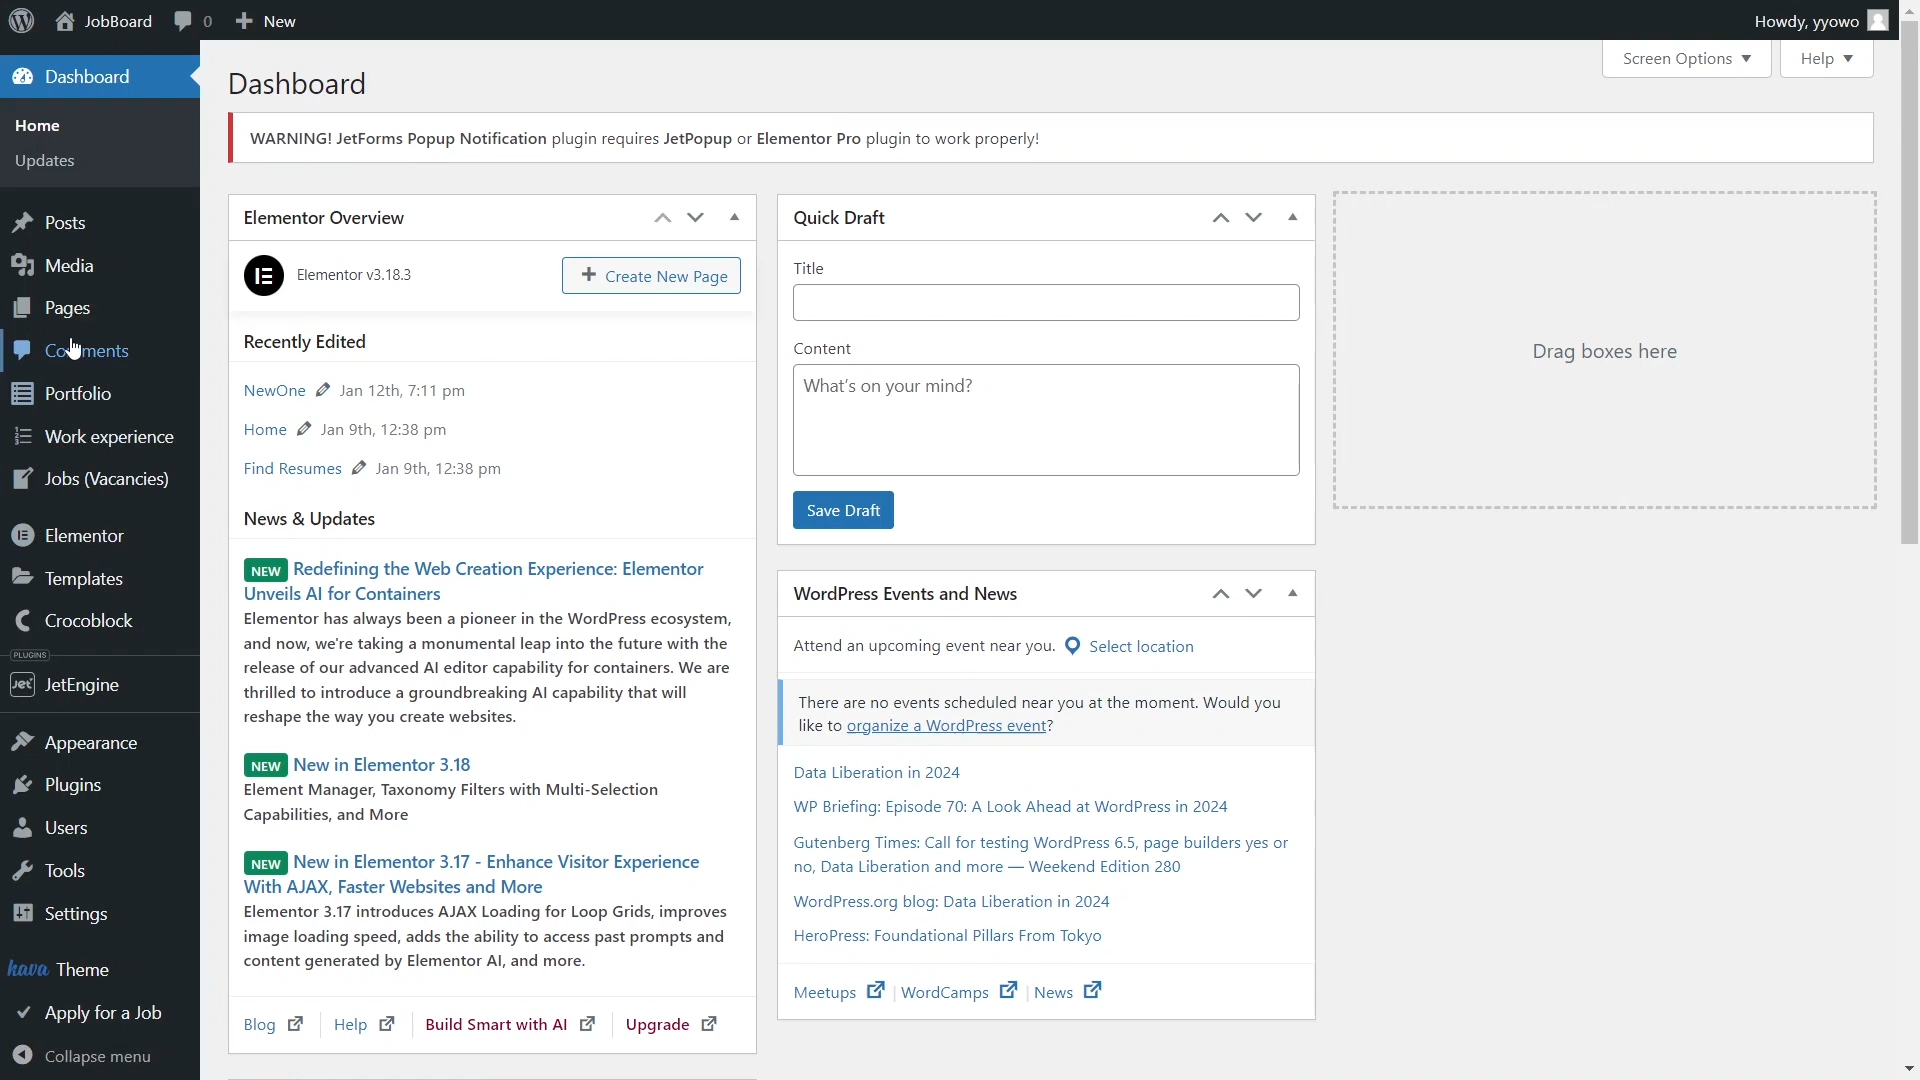 JobBoard 0 New Howdy, yyowo
Screen Options Help
Dashboard
Home
Updates
Posts
Media
Pages
Comments
Portfolio
Work experience
Jobs (Vacancies)
Elementor
Templates
Crocoblock
PLUGINS
Jet JetEngine
Appearance
Plugins
Users
Tools
Settings
kava Theme
Apply for a Job
Collapse menu
Dashboard
WARNING! JetForms Popup Notification plugin requires JetPopup or Elementor Pro plugin to work properly!
Elementor Overview
Elementor v3.18.3
Create New Page
Recently Edited
NewOne Jan 12th, 7:11 pm
Home Jan 9th, 12:38 pm
Find Resumes Jan 9th, 12:38 pm
News & Updates
NEW Redefining the Web Creation Experience: Elementor
Unveils AI for Containers
Elementor has always been a pioneer in the WordPress ecosystem,
and now, we're taking a monumental leap into the future with the
release of our advanced AI editor capability for containers. We are
thrilled to introduce a groundbreaking AI capability that will
reshape the way you create websites.
NEW New in Elementor 3.18
Element Manager, Taxonomy Filters with Multi-Selection
Capabilities, and More
NEW New in Elementor 3.17 - Enhance Visitor Experience
With AJAX, Faster Websites and More
Elementor 3.17 introduces AJAX Loading for Loop Grids, improves
image loading speed, adds the ability to access past prompts and
content generated by Elementor AI, and more.
Blog Help Build Smart with AI Upgrade
Quick Draft
Title
Content
What's on your mind?
Save Draft
WordPress Events and News
Attend an upcoming event near you. Select location
There are no events scheduled near you at the moment. Would you
like to organize a WordPress event?
Data Liberation in 2024
WP Briefing: Episode 70: A Look Ahead at WordPress in 2024
Gutenberg Times: Call for testing WordPress 6.5, page builders yes or
no, Data Liberation and more — Weekend Edition 280
WordPress.org blog: Data Liberation in 2024
HeroPress: Foundational Pillars From Tokyo
Meetups | WordCamps | News
Drag boxes here